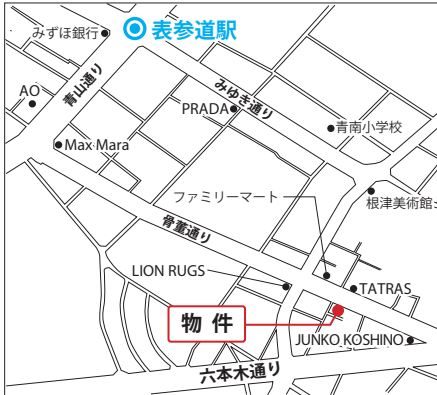 みずほ銀行
表参道駅
AO
青山通り
みゆき通り
PRADA
青南小学校
Max Mara
ファミリーマート
根津美術館
骨董通り
LION RUGS
TATRAS
物件
JUNKO KOSHINO
六本木通り